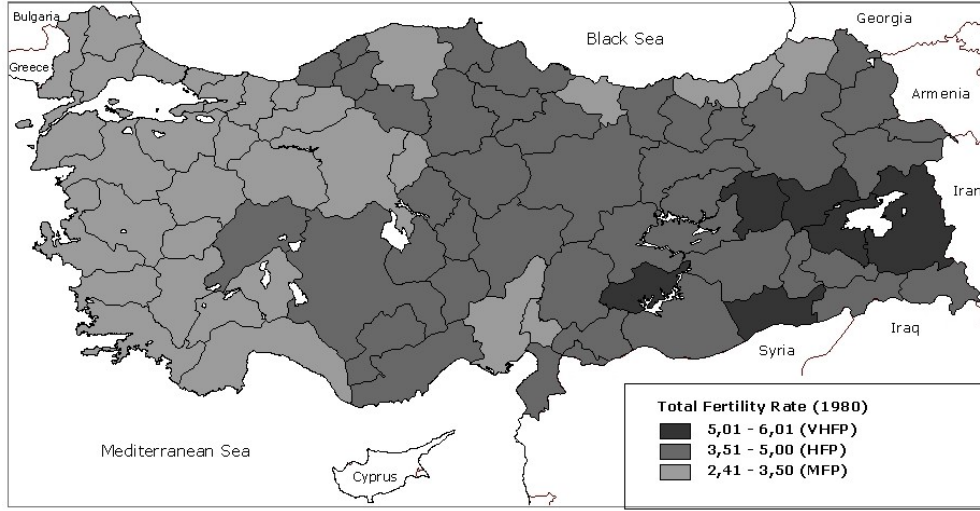 Bulgaria
Georgia
Black Sea
Greece
Armenia
Iran
Iraq
Syria
Mediterranean Sea
Cyprus
Total Fertility Rate (1980)
5,01 - 6,01 (VHFP)
3,51 - 5,00 (HFP)
2,41 - 3,50 (MFP)